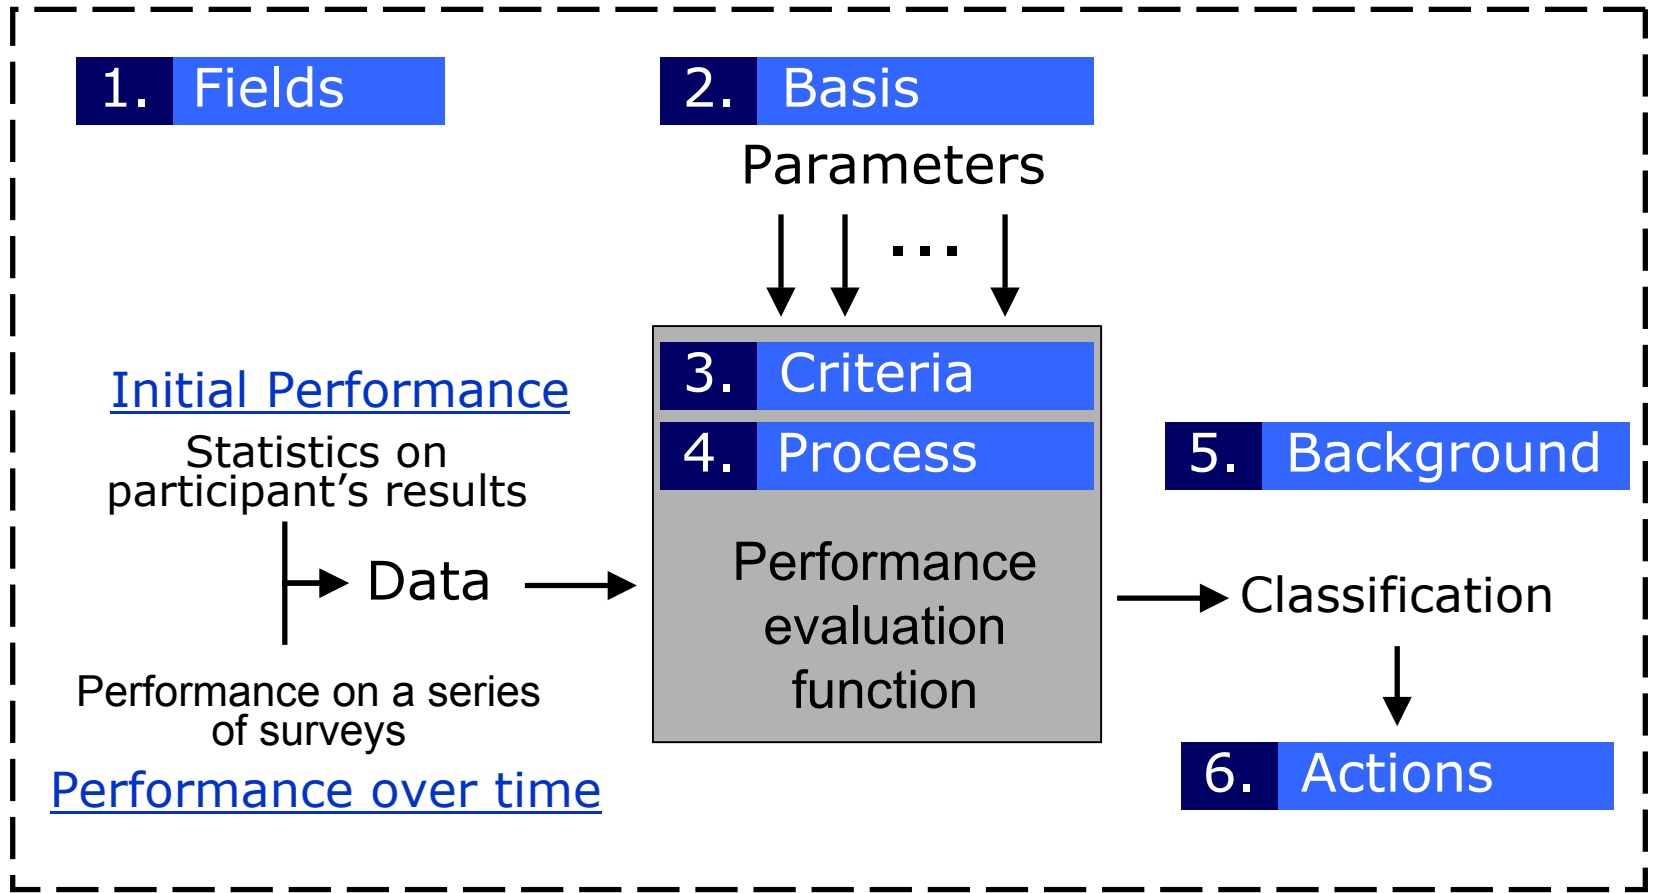 1. Fields
2. Basis
Parameters
...
3. Criteria
4. Process
Performance
evaluation
function
Initial Performance
Statistics on
participant’s results
Data
Performance on a series
of surveys
Performance over time
5. Background
Classification
6. Actions